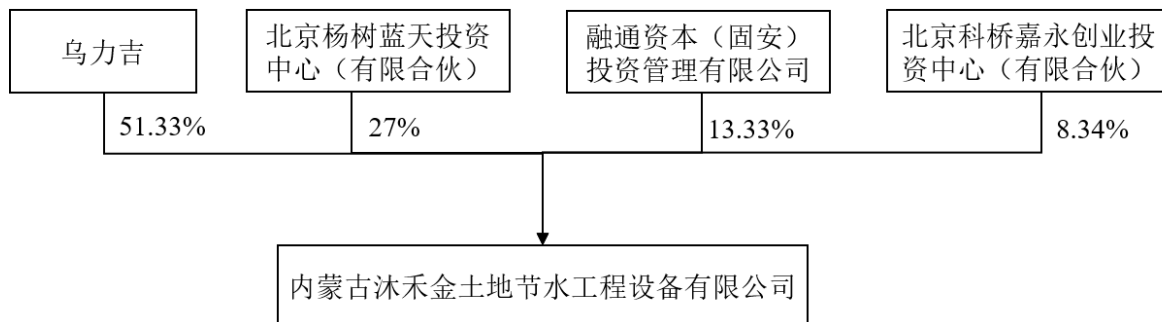 乌力吉
北京杨树蓝天投资
中心（有限合伙）
融通资本（固安）
投资管理有限公司
北京科桥嘉永创业投
资中心（有限合伙）
51.33%
27%
13.33%
8.34%
内蒙古沐禾金土地节水工程设备有限公司